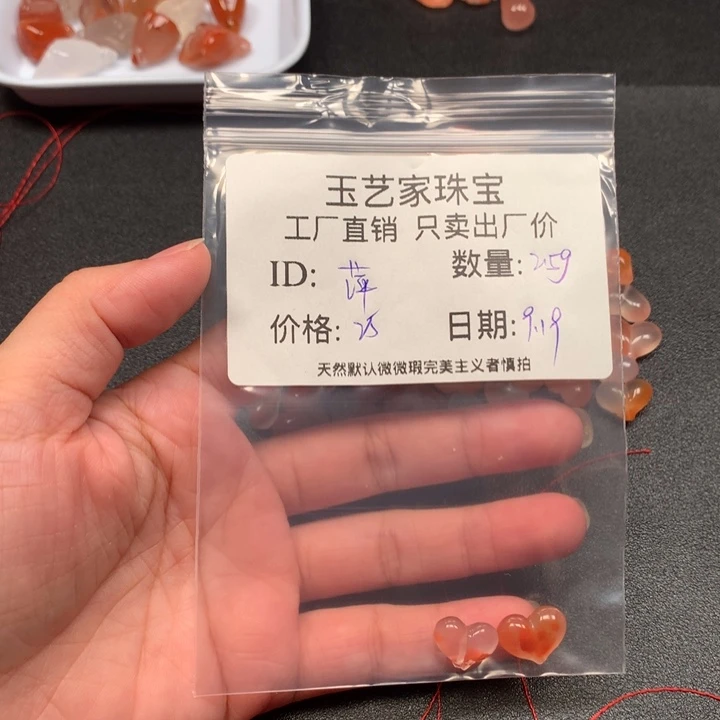 玉艺家珠宝
工厂直销 只卖出厂价
ID: 萍 数量: 2.59
价格: 25 日期: 9.19
天然默认微微瑕完美主义者慎拍